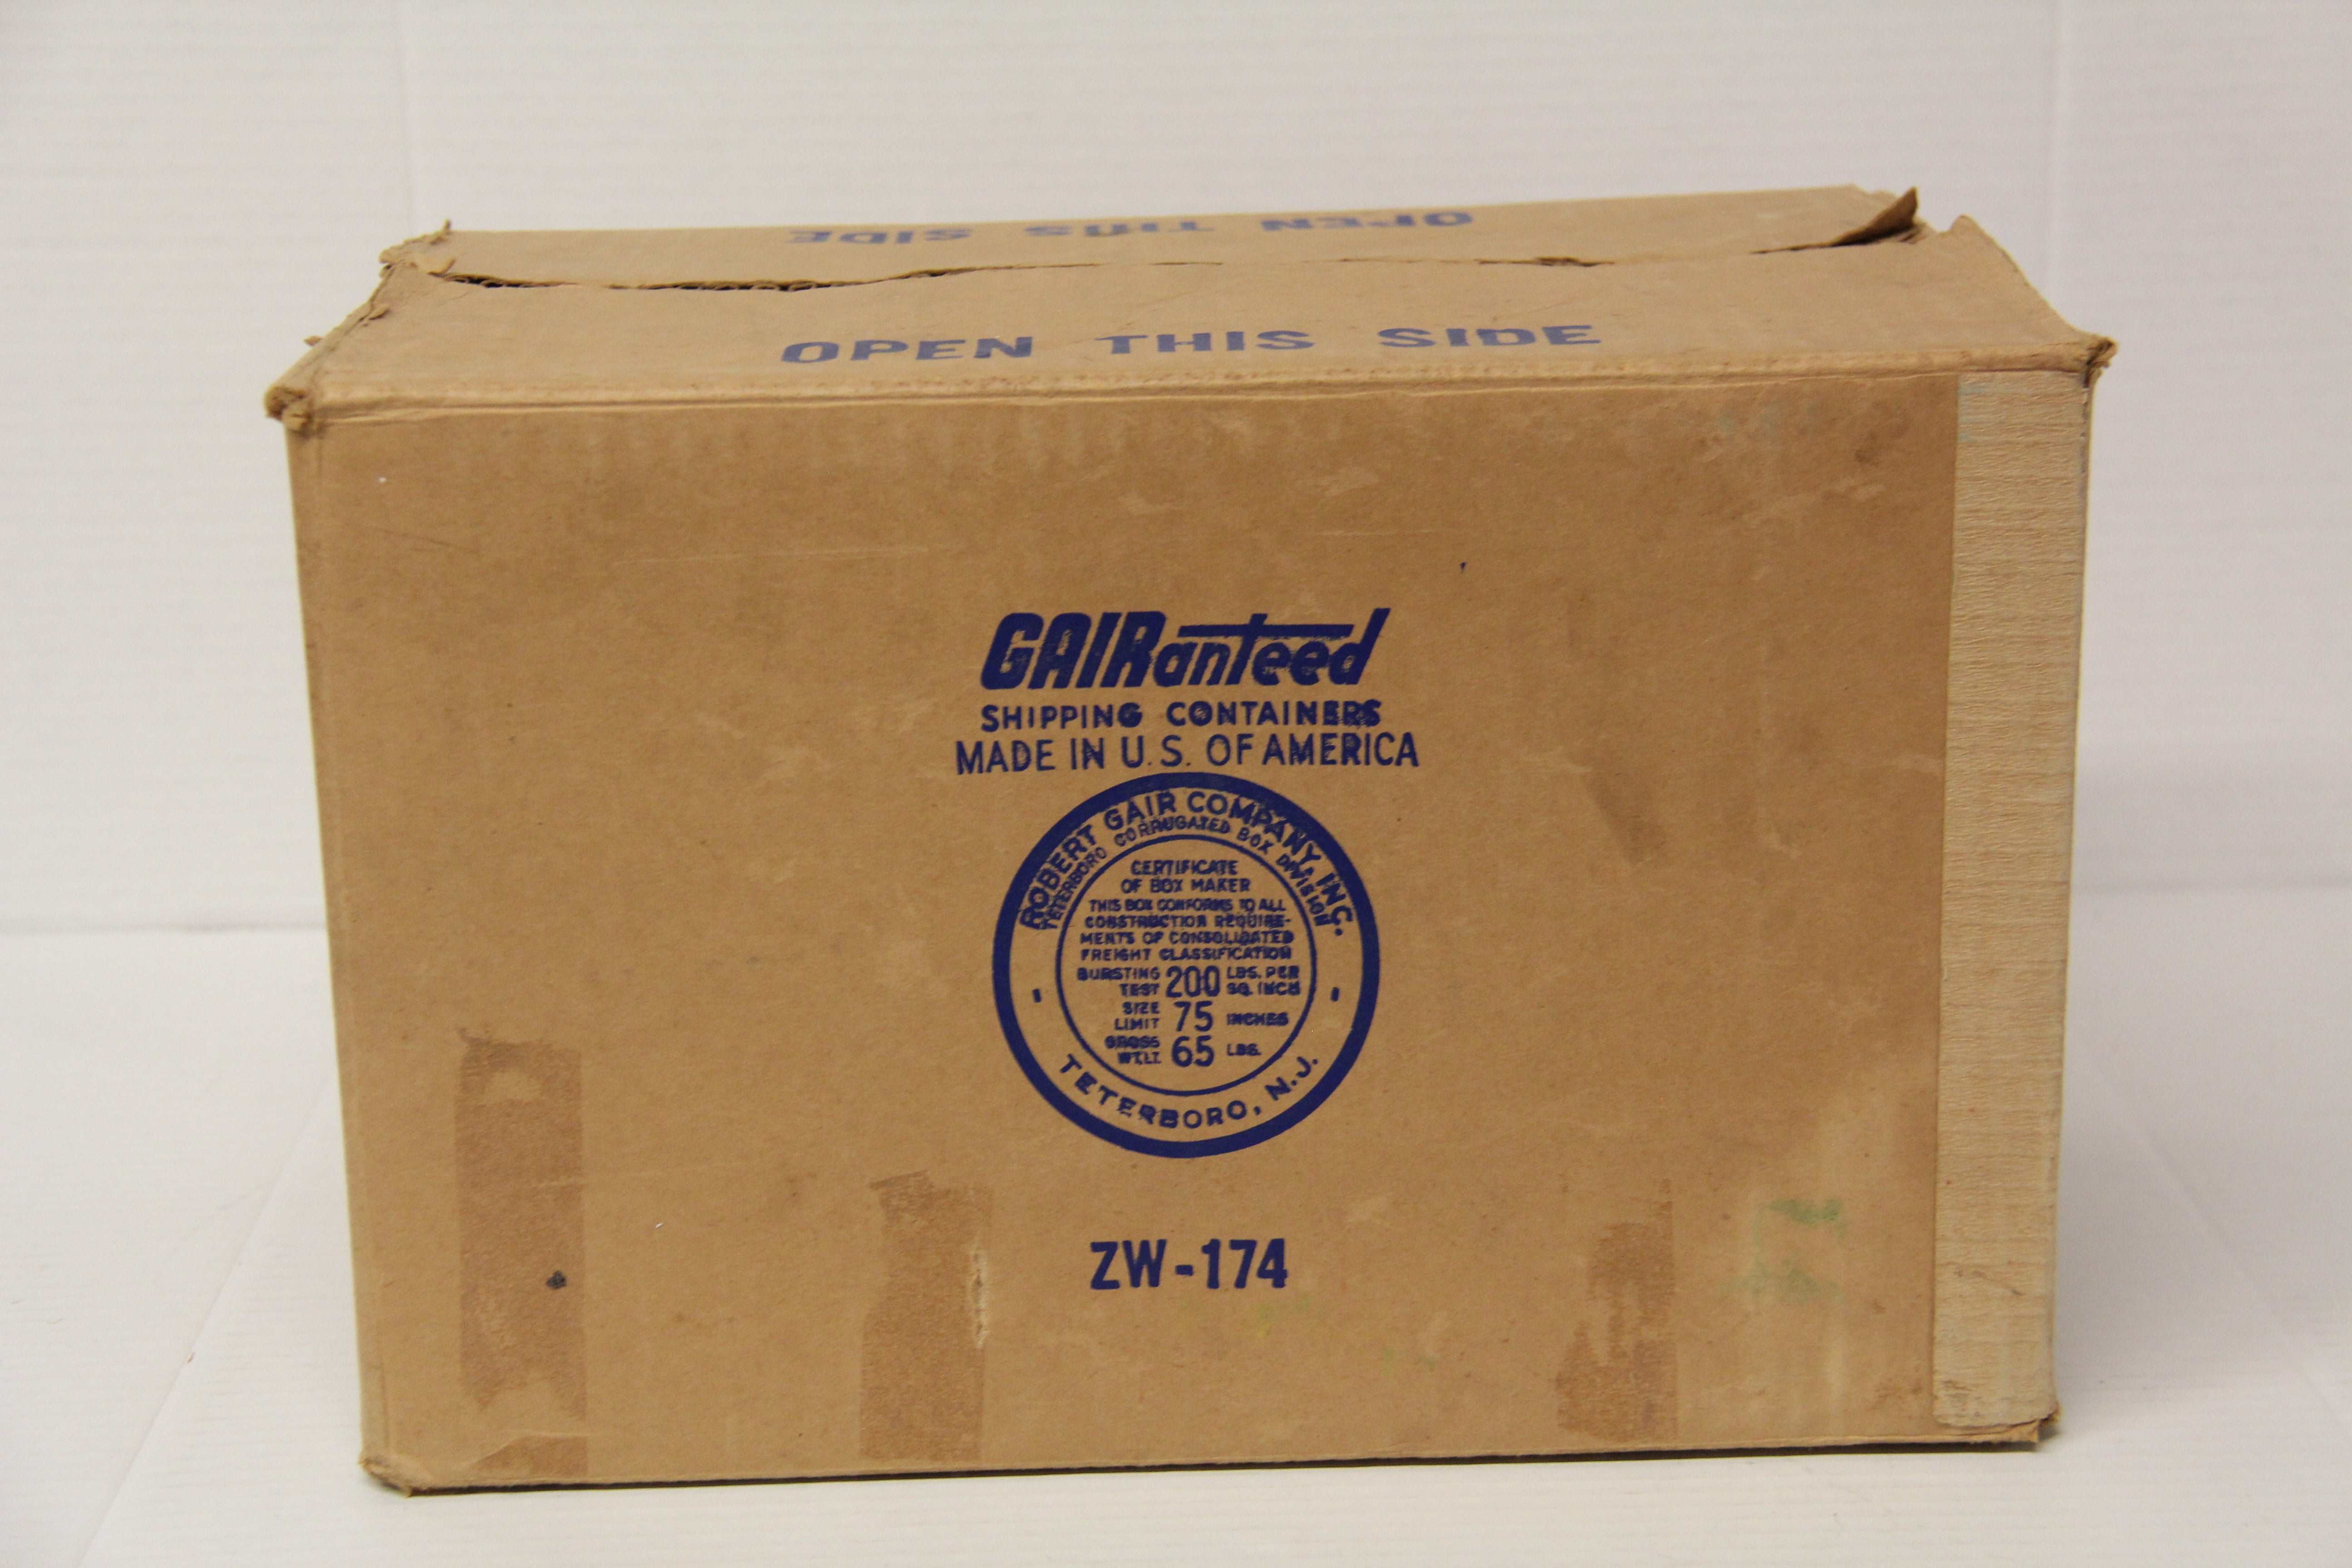 OPEN THIS SIDE
OPEN THIS SIDE
GAIRanteed
SHIPPING CONTAINERS
MADE IN U.S. OF AMERICA
ROBERT GAIR COMPANY, INC.
TETERBORO CORRUGATED BOX DIVISION
CERTIFICATE
OF BOX MAKER
THIS BOX CONFORMS TO ALL
CONSTRUCTION REQUIRE-
MENTS OF CONSOLIDATED
FREIGHT CLASSIFICATION
BURSTING TEST 200 LBS. PER SQ. INCH
SIZE LIMIT 75 INCHES
GROSS WT.LT. 65 LBS.
TETERBORO, N.J.
ZW-174